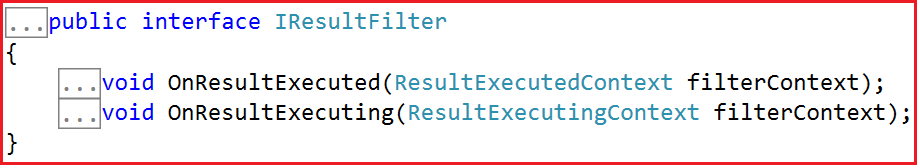 ...public interface IResultFilter
{
    ...void OnResultExecuted(ResultExecutedContext filterContext);
    ...void OnResultExecuting(ResultExecutingContext filterContext);
}